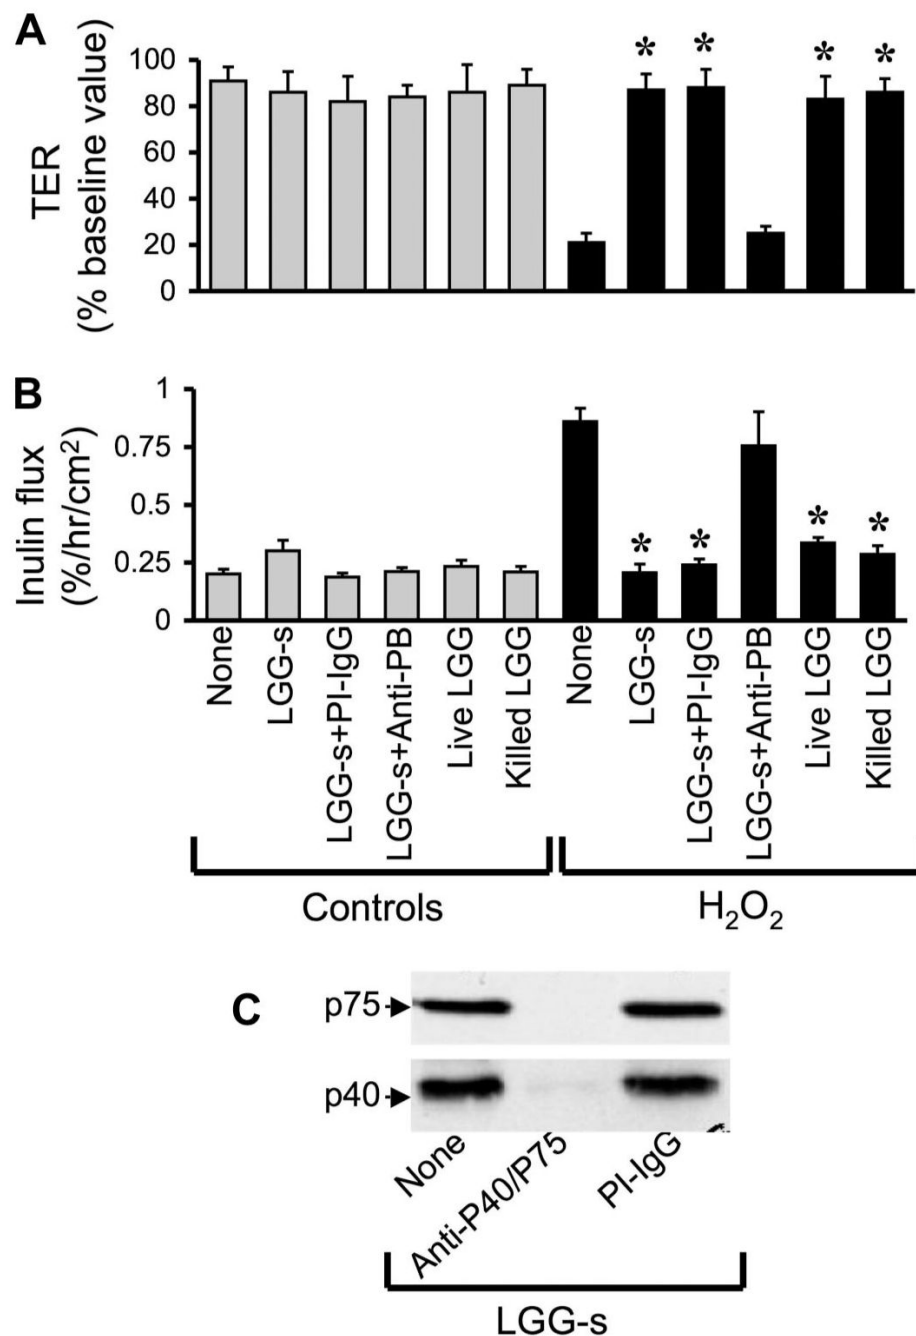 A
TER
(% baseline value)
100
80
60
40
20
0
* * * *
B
Inulin flux
(%/hr/cm²)
1
0.75
0.5
0.25
0
* * * *
None
LGG-s
LGG-s+PI-IgG
LGG-s+Anti-PB
Live LGG
Killed LGG
None
LGG-s
LGG-s+PI-IgG
LGG-s+Anti-PB
Live LGG
Killed LGG
Controls
H₂O₂
C
p75
p40
None
Anti-P40/P75
PI-IgG
LGG-s